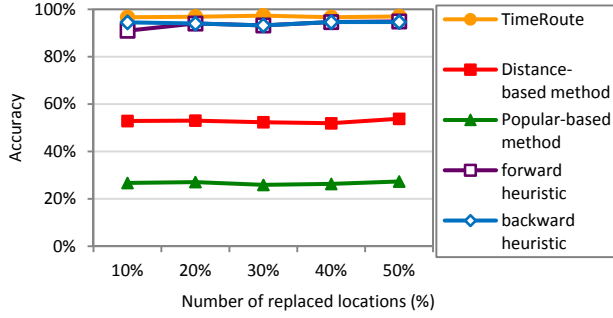 100%
80%
60%
40%
20%
0%
Accuracy
10%
20%
30%
40%
50%
Number of replaced locations (%)
TimeRoute
Distance-
based method
Popular-based
method
forward
heuristic
backward
heuristic